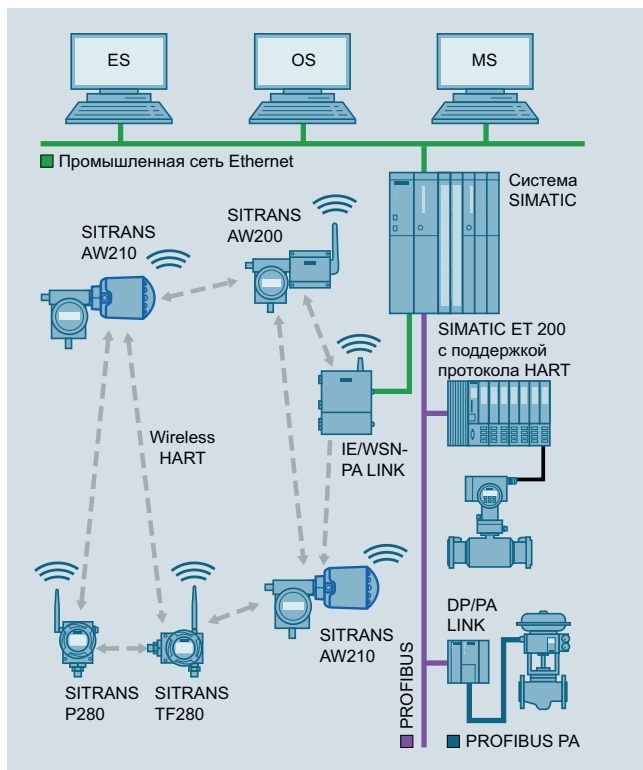 ES
OS
MS
Промышленная сеть Ethernet
Система
SIMATIC
SITRANS
AW200
SITRANS
AW210
SIMATIC ET 200
с поддержкой
протокола HART
Wireless
HART
IE/WSN-
PA LINK
SITRANS
AW210
DP/PA
LINK
SITRANS
P280
SITRANS
TF280
PROFIBUS
PROFIBUS PA